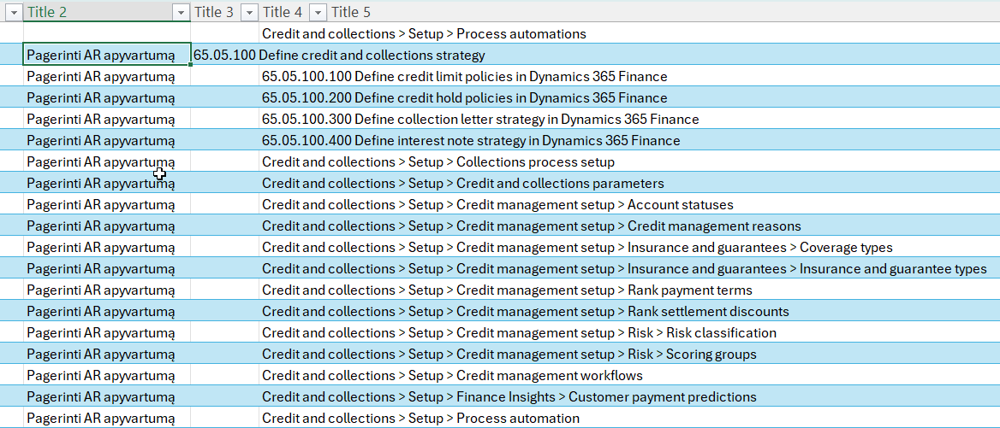 Title 2 Title 3 Title 4 Title 5
Credit and collections > Setup > Process automations
Pagerinti AR apyvartumą 65.05.100 Define credit and collections strategy
Pagerinti AR apyvartumą 65.05.100.100 Define credit limit policies in Dynamics 365 Finance
Pagerinti AR apyvartumą 65.05.100.200 Define credit hold policies in Dynamics 365 Finance
Pagerinti AR apyvartumą 65.05.100.300 Define collection letter strategy in Dynamics 365 Finance
Pagerinti AR apyvartumą 65.05.100.400 Define interest note strategy in Dynamics 365 Finance
Pagerinti AR apyvartumą Credit and collections > Setup > Collections process setup
Pagerinti AR apyvartumą Credit and collections > Setup > Credit and collections parameters
Pagerinti AR apyvartumą Credit and collections > Setup > Credit management setup > Account statuses
Pagerinti AR apyvartumą Credit and collections > Setup > Credit management setup > Credit management reasons
Pagerinti AR apyvartumą Credit and collections > Setup > Credit management setup > Insurance and guarantees > Coverage types
Pagerinti AR apyvartumą Credit and collections > Setup > Credit management setup > Insurance and guarantees > Insurance and guarantee types
Pagerinti AR apyvartumą Credit and collections > Setup > Credit management setup > Rank payment terms
Pagerinti AR apyvartumą Credit and collections > Setup > Credit management setup > Rank settlement discounts
Pagerinti AR apyvartumą Credit and collections > Setup > Credit management setup > Risk > Risk classification
Pagerinti AR apyvartumą Credit and collections > Setup > Credit management setup > Risk > Scoring groups
Pagerinti AR apyvartumą Credit and collections > Setup > Credit management workflows
Pagerinti AR apyvartumą Credit and collections > Setup > Finance Insights > Customer payment predictions
Pagerinti AR apyvartumą Credit and collections > Setup > Process automation